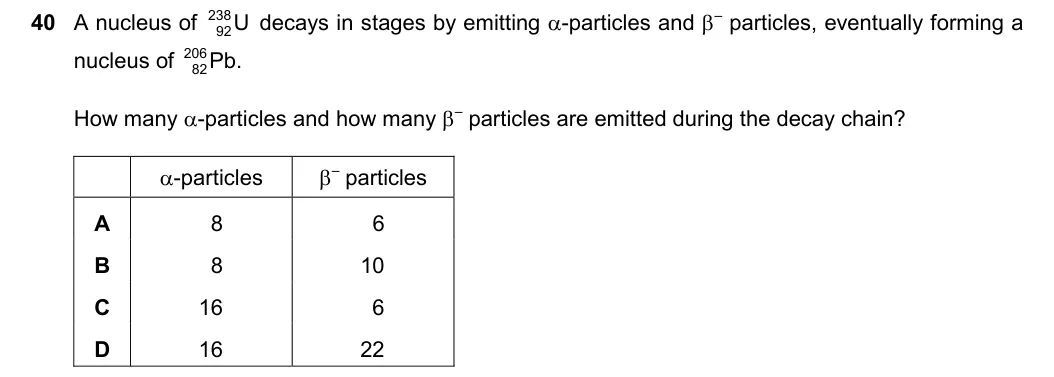 40 A nucleus of ²³⁸₉₂U decays in stages by emitting α-particles and β⁻ particles, eventually forming a
nucleus of ²⁰⁶₈₂Pb.
How many α-particles and how many β⁻ particles are emitted during the decay chain?
α-particles β⁻ particles
A 8 6
B 8 10
C 16 6
D 16 22